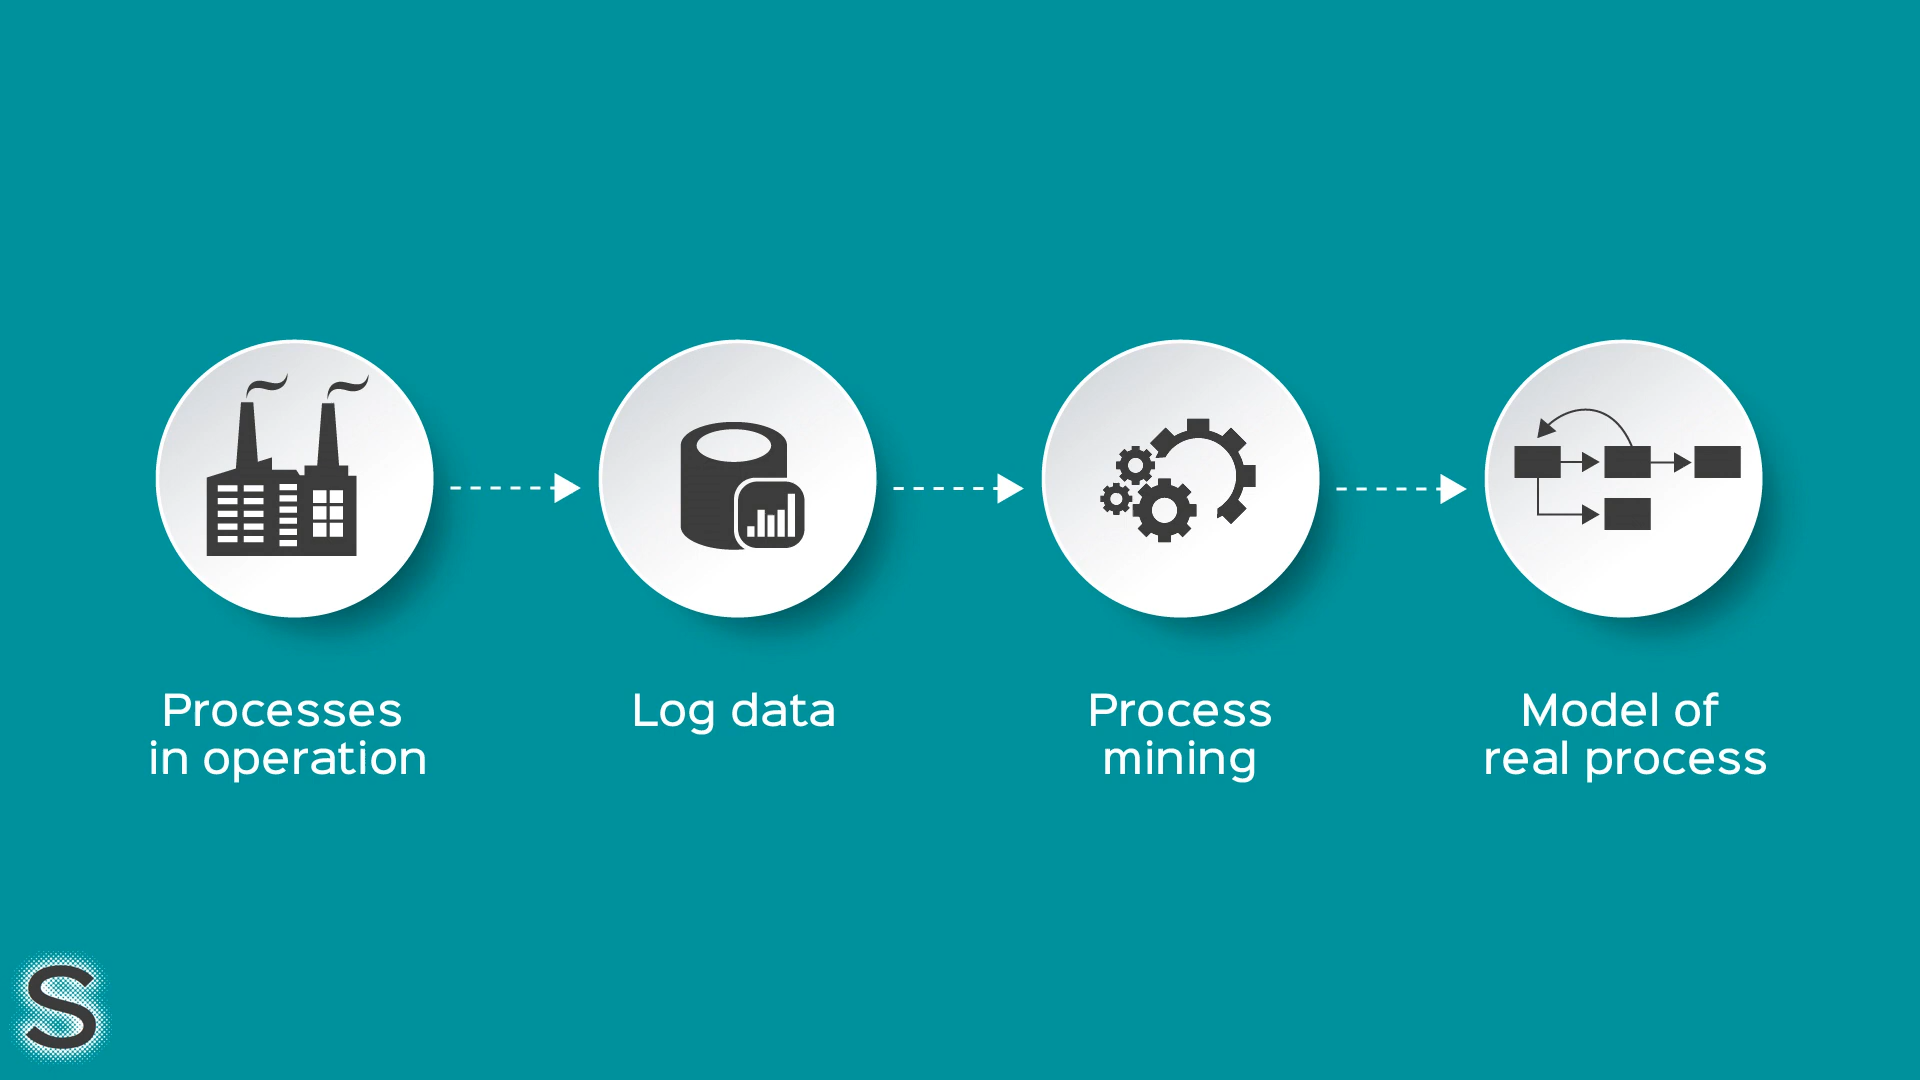 Processes
in operation
Log data
Process
mining
Model of
real process
S